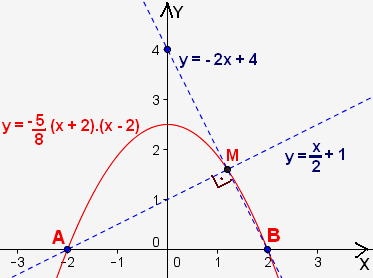 Y
4
y = - 2x + 4
3
y = -5/8 (x + 2).(x - 2)
2
M
y = x/2 + 1
1
A
B
0
-3
-2
-1
0
1
2
3
X